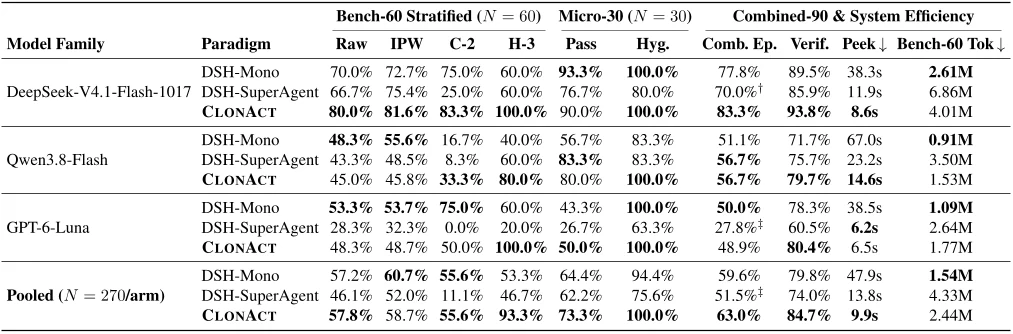 Bench-60 Stratified (N = 60) Micro-30 (N = 30) Combined-90 & System Efficiency
Model Family Paradigm Raw IPW C-2 H-3 Pass Hyg. Comb. Ep. Verif. Peek↓ Bench-60 Tok↓
DSH-Mono 70.0% 72.7% 75.0% 60.0% 93.3% 100.0% 77.8% 89.5% 38.3s 2.61M
DeepSeek-V4.1-Flash-1017 DSH-SuperAgent 66.7% 75.4% 25.0% 60.0% 76.7% 80.0% 70.0%† 85.9% 11.9s 6.86M
CLONACT 80.0% 81.6% 83.3% 100.0% 90.0% 100.0% 83.3% 93.8% 8.6s 4.01M
DSH-Mono 48.3% 55.6% 16.7% 40.0% 56.7% 83.3% 51.1% 71.7% 67.0s 0.91M
Qwen3.8-Flash DSH-SuperAgent 43.3% 48.5% 8.3% 60.0% 83.3% 83.3% 56.7% 75.7% 23.2s 3.50M
CLONACT 45.0% 45.8% 33.3% 80.0% 80.0% 100.0% 56.7% 79.7% 14.6s 1.53M
DSH-Mono 53.3% 53.7% 75.0% 60.0% 43.3% 100.0% 50.0% 78.3% 38.5s 1.09M
GPT-6-Luna DSH-SuperAgent 28.3% 32.3% 0.0% 20.0% 26.7% 63.3% 27.8%‡ 60.5% 6.2s 2.64M
CLONACT 48.3% 48.7% 50.0% 100.0% 50.0% 100.0% 48.9% 80.4% 6.5s 1.77M
DSH-Mono 57.2% 60.7% 55.6% 53.3% 64.4% 94.4% 59.6% 79.8% 47.9s 1.54M
Pooled (N = 270/arm) DSH-SuperAgent 46.1% 52.0% 11.1% 46.7% 62.2% 75.6% 51.5%‡ 74.0% 13.8s 4.33M
CLONACT 57.8% 58.7% 55.6% 93.3% 73.3% 100.0% 63.0% 84.7% 9.9s 2.44M